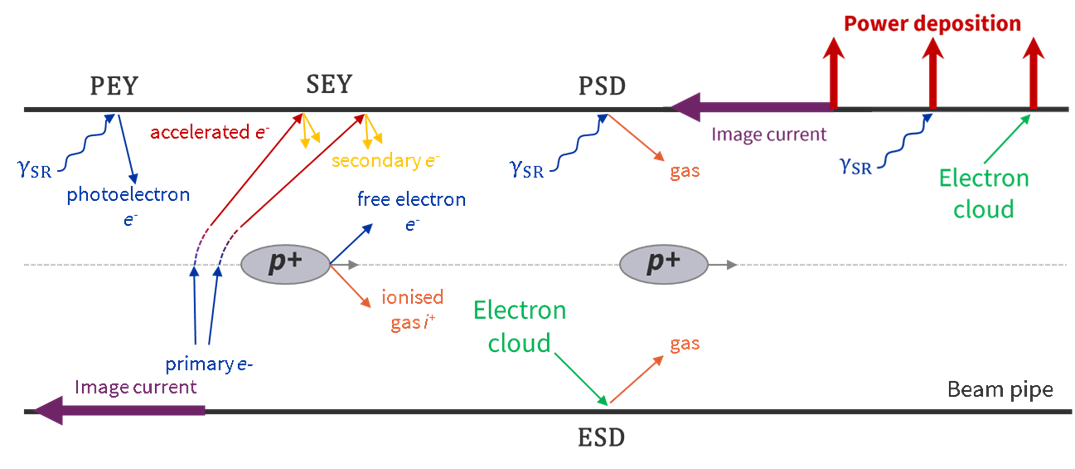 Power deposition
PEY
SEY
PSD
accelerated e-
Image current
γSR
secondary e-
γSR
gas
γSR
Electron
cloud
photoelectron
e-
free electron
e-
p+
p+
ionised
gas i+
Electron
cloud
gas
primary e-
Image current
Beam pipe
ESD